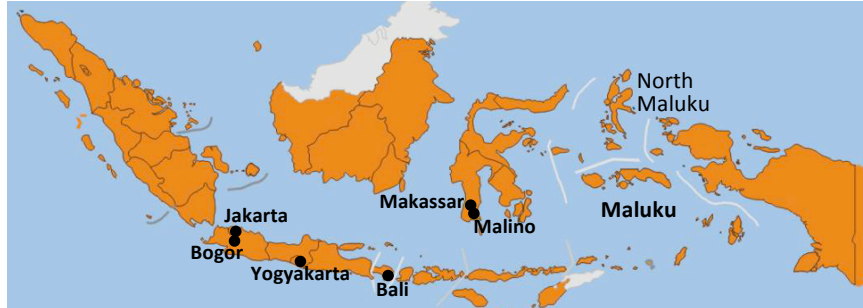 North
Maluku
Makassar
Malino
Maluku
Jakarta
Bogor
Yogyakarta
Bali